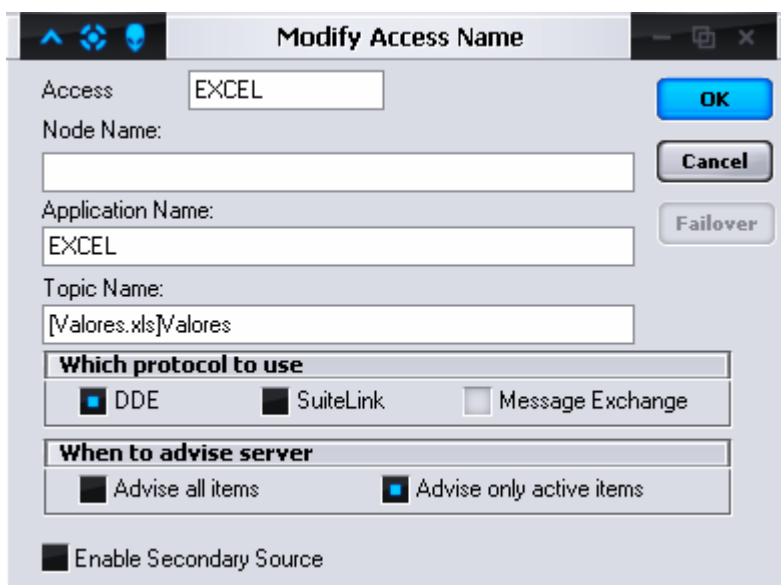 Modify Access Name
Access EXCEL
OK
Node Name:
Cancel
Application Name:
Failover
EXCEL
Topic Name:
[Valores.xls]Valores
Which protocol to use
DDE SuiteLink Message Exchange
When to advise server
Advise all items Advise only active items
Enable Secondary Source